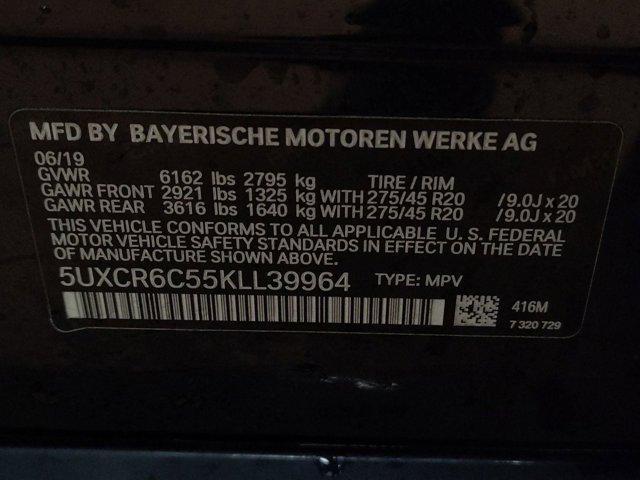 MFD BY BAYERISCHE MOTOREN WERKE AG
06/19
GVWR 6162 lbs 2795 kg TIRE / RIM
GAWR FRONT 2921 lbs 1325 kg WITH 275/45 R20 / 9.0J x 20
GAWR REAR 3616 lbs 1640 kg WITH 275/45 R20 / 9.0J x 20
THIS VEHICLE CONFORMS TO ALL APPLICABLE U. S. FEDERAL
MOTOR VEHICLE SAFETY STANDARDS IN EFFECT ON THE DATE
OF MANUFACTURE SHOWN ABOVE.
5UXCR6C55KLL39964 TYPE: MPV
416M
7 320 729